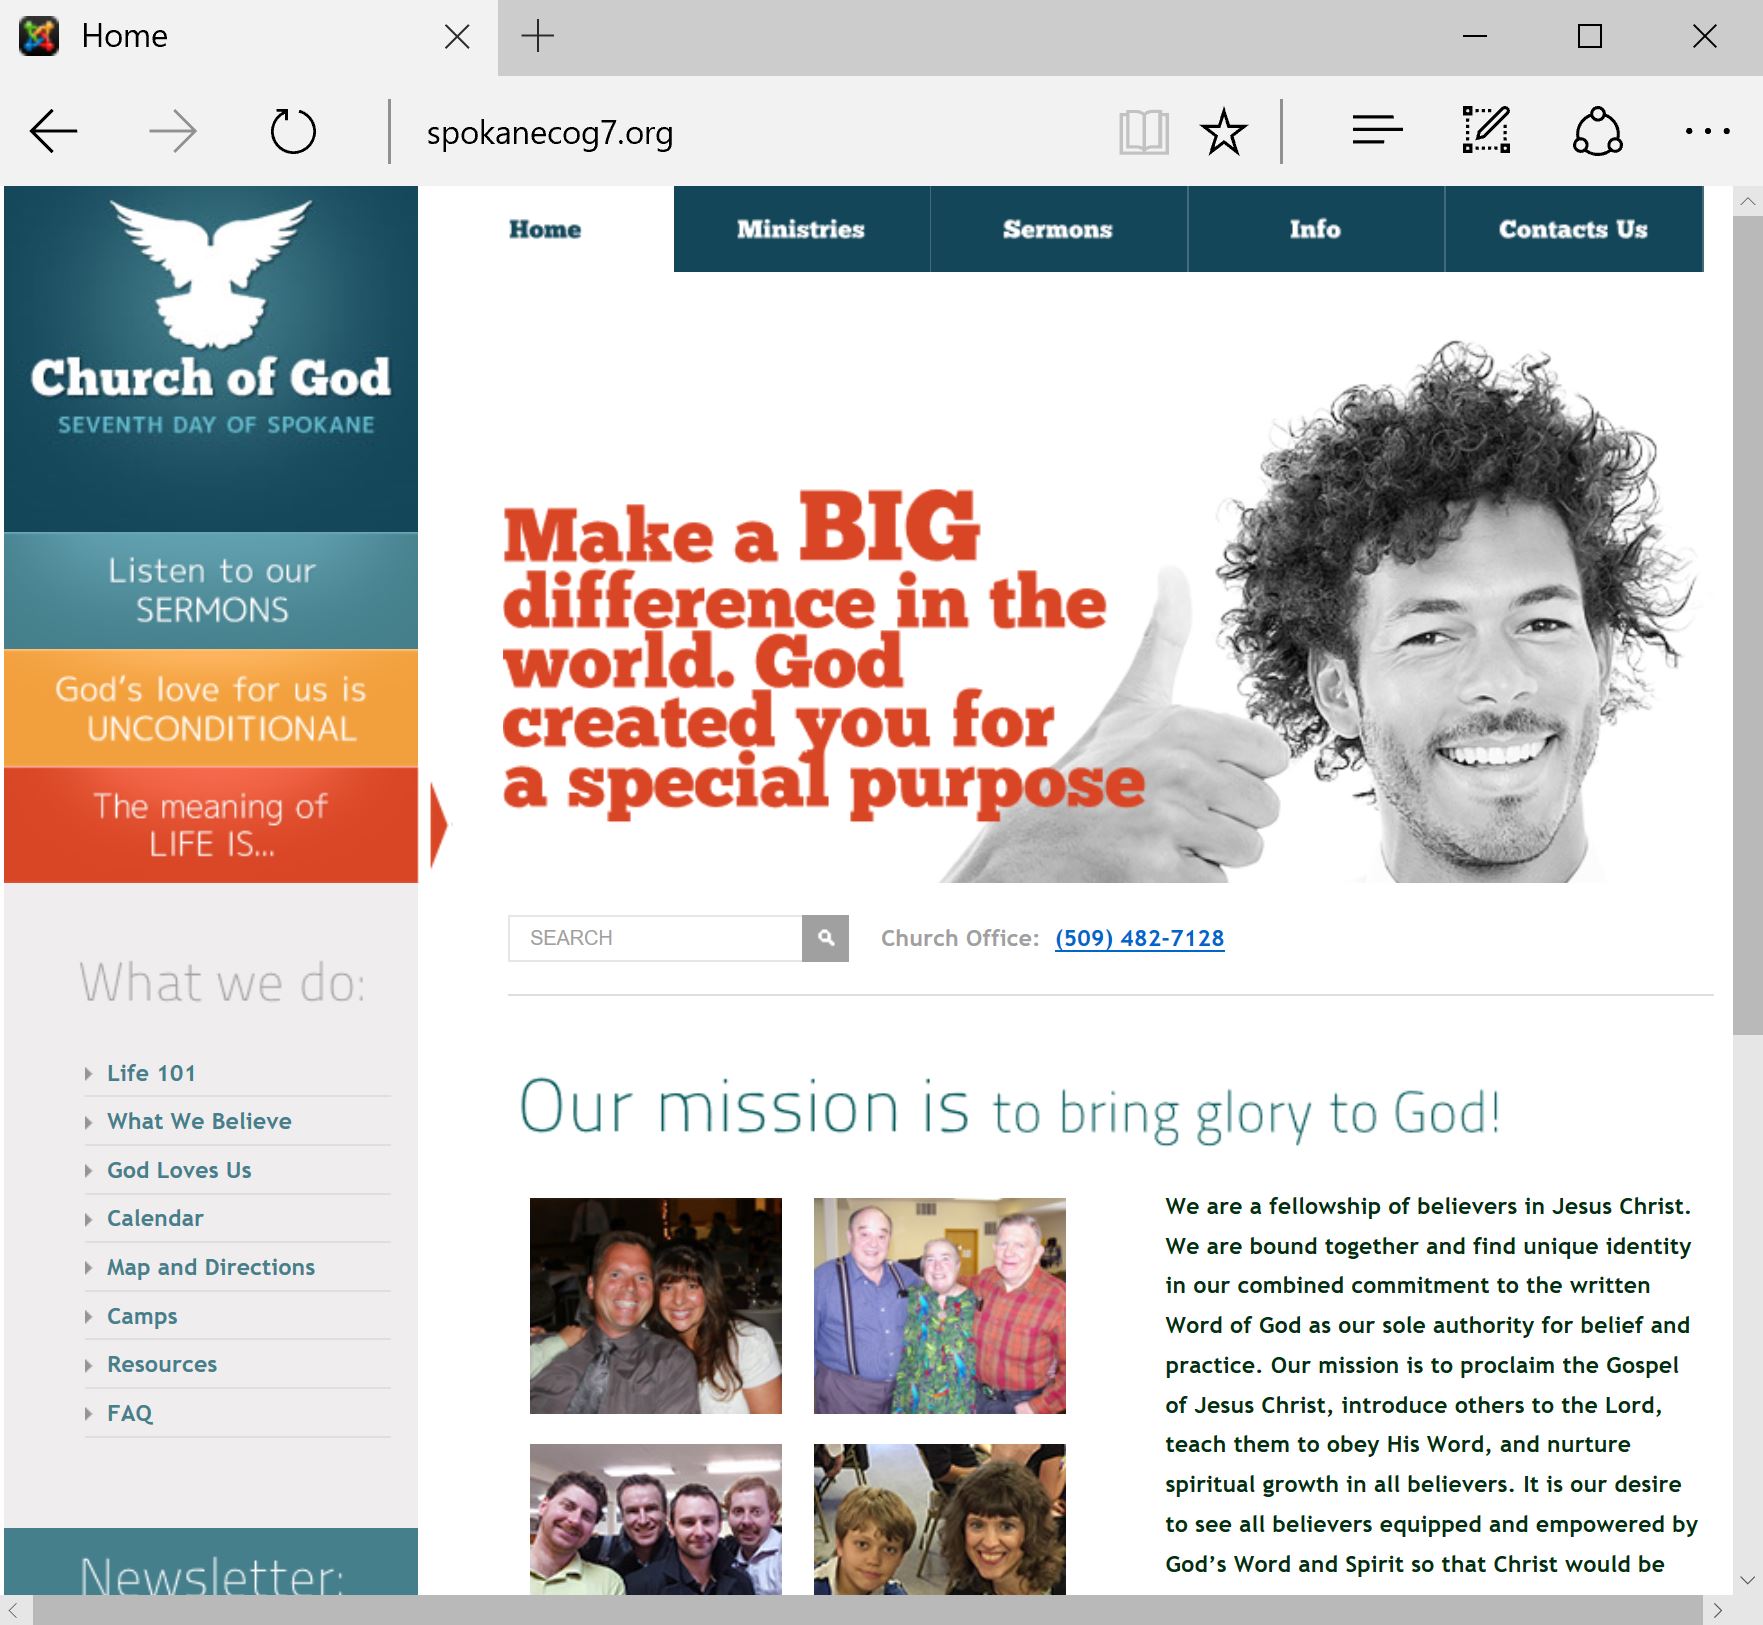 Home
spokanecog7.org
Church of God
SEVENTH DAY OF SPOKANE
Home
Ministries
Sermons
Info
Contacts Us
Listen to our
SERMONS
God's love for us is
UNCONDITIONAL
The meaning of
LIFE IS...
Make a BIG
difference in the
world. God
created you for
a special purpose
SEARCH
Church Office: (509) 482-7128
What we do:
Life 101
What We Believe
God Loves Us
Calendar
Map and Directions
Camps
Resources
FAQ
Newsletter:
Our mission is to bring glory to God!
We are a fellowship of believers in Jesus Christ.
We are bound together and find unique identity
in our combined commitment to the written
Word of God as our sole authority for belief and
practice. Our mission is to proclaim the Gospel
of Jesus Christ, introduce others to the Lord,
teach them to obey His Word, and nurture
spiritual growth in all believers. It is our desire
to see all believers equipped and empowered by
God's Word and Spirit so that Christ would be